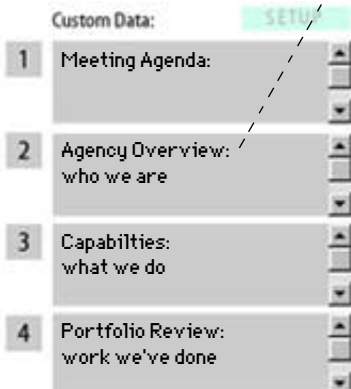 Custom Data:
SETUP
1
Meeting Agenda:
2
Agency Overview:
who we are
3
Capabilties:
what we do
4
Portfolio Review:
work we've done